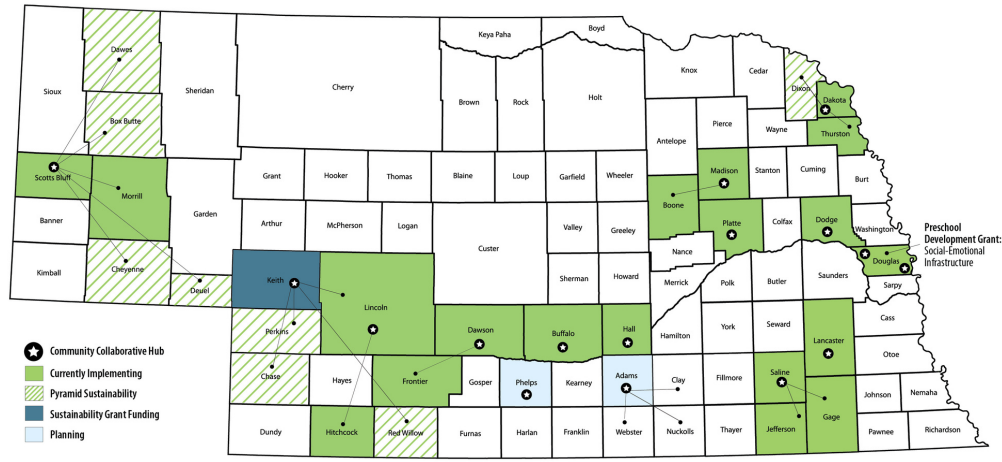 Keya Paha
Boyd
Dawes
Sioux
Sheridan
Cherry
Brown
Rock
Holt
Knox
Cedar
Dixon
Dakota
Box Butte
Antelope
Pierce
Wayne
Thurston
Scotts Bluff
Morrill
Garden
Grant
Hooker
Thomas
Blaine
Loup
Garfield
Wheeler
Madison
Stanton
Cuming
Burt
Boone
Banner
Arthur
McPherson
Logan
Custer
Valley
Greeley
Platte
Colfax
Dodge
Washington
Nance
Preschool
Development Grant:
Social-Emotional
Infrastructure
Kimball
Cheyenne
Deuel
Keith
Lincoln
Sherman
Howard
Merrick
Polk
Butler
Saunders
Douglas
Sarpy
Perkins
Dawson
Buffalo
Hall
Hamilton
York
Seward
Lancaster
Cass
Otoe
Community Collaborative Hub
Currently Implementing
Pyramid Sustainability
Sustainability Grant Funding
Planning
Chase
Hayes
Frontier
Gosper
Phelps
Kearney
Adams
Clay
Fillmore
Saline
Gage
Johnson
Nemaha
Dundy
Hitchcock
Red Willow
Furnas
Harlan
Franklin
Webster
Nuckolls
Thayer
Jefferson
Pawnee
Richardson